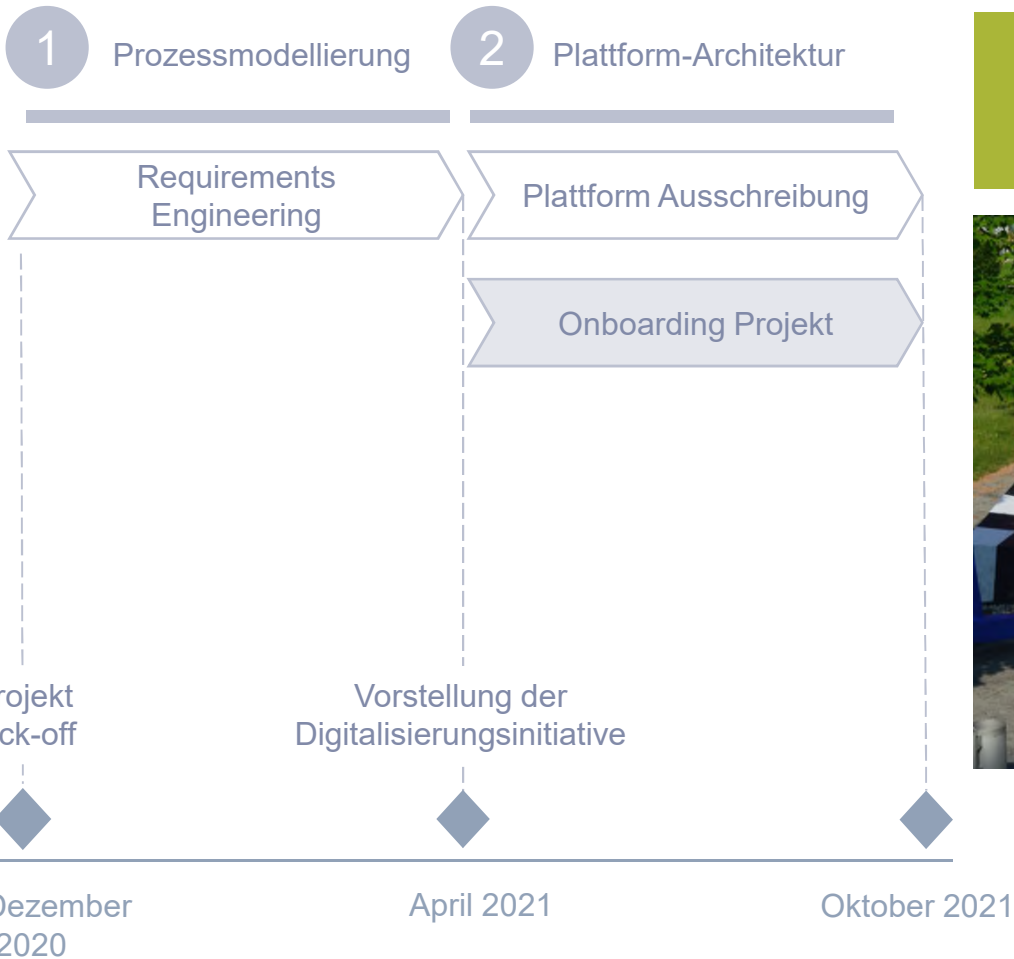 1
Prozessmodellierung
2
Plattform-Architektur
Requirements
Engineering
Plattform Ausschreibung
Onboarding Projekt
rojekt
ck-off
Vorstellung der
Digitalisierungsinitiative
Dezember
2020
April 2021
Oktober 2021